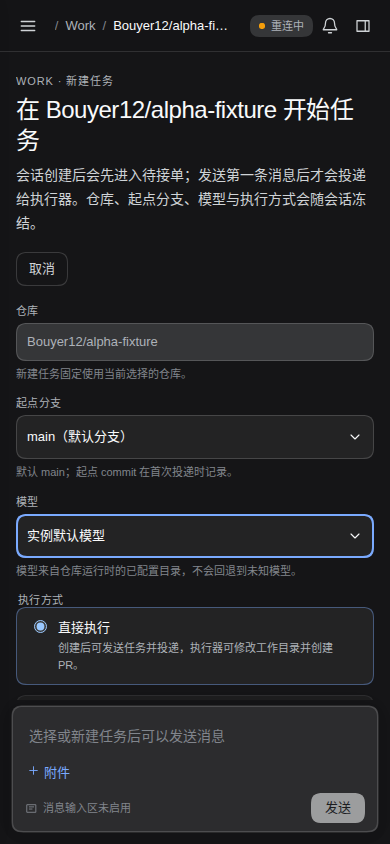 / Work / Bouyer12/alpha-fi... 重连中
WORK · 新建任务
在 Bouyer12/alpha-fixture 开始任
务
会话创建后会先进入待接单；发送第一条消息后才会投递
给执行器。仓库、起点分支、模型与执行方式会随会话冻
结。
取消
仓库
Bouyer12/alpha-fixture
新建任务固定使用当前选择的仓库。
起点分支
main（默认分支）
默认 main；起点 commit 在首次投递时记录。
模型
实例默认模型
模型来自仓库运行时的已配置目录，不会回退到未知模型。
执行方式
直接执行
创建后可发送任务并投递，执行器可修改工作目录并创建
PR。
选择或新建任务后可以发送消息
+ 附件
消息输入区未启用
发送